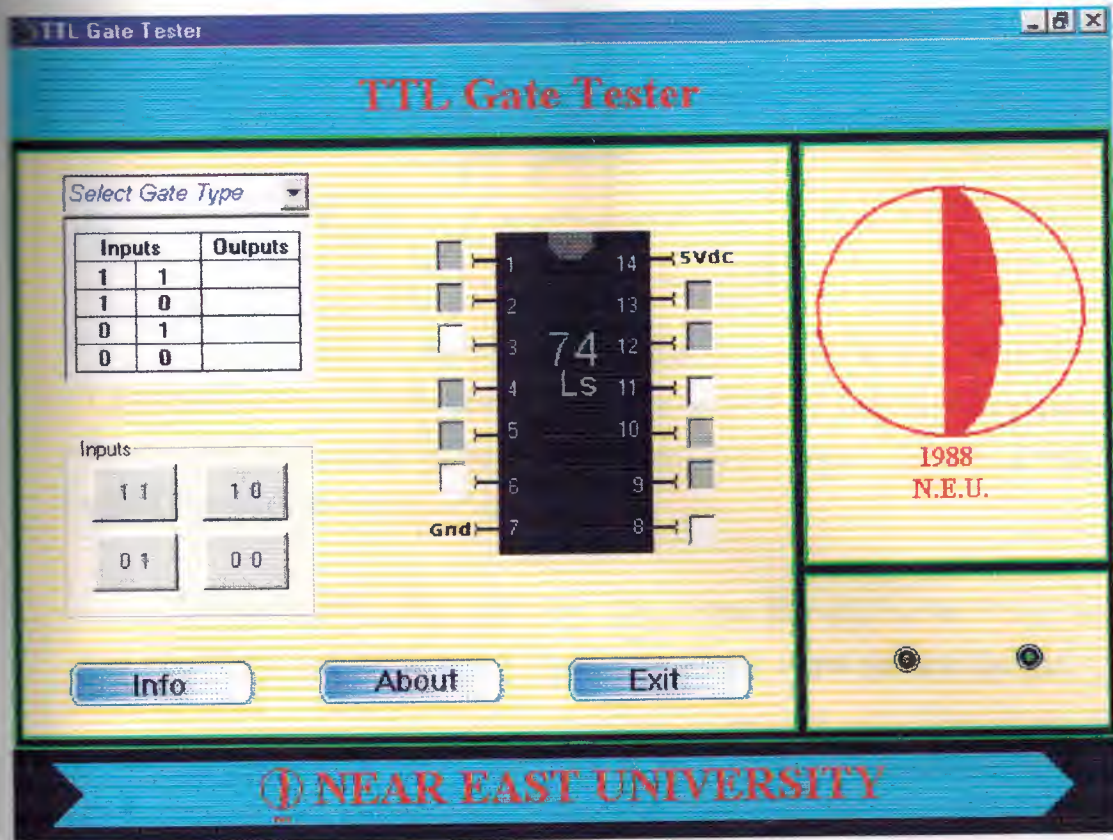 TTL Gate Tester
TTL Gate Tester
Select Gate Type
Inputs Outputs
1 1
1 0
0 1
0 0
Inputs
1 1 1 0
0 1 0 0
1 14 5Vdc
2 13
3 12
74
Ls
4 11
5 10
6 9
Gnd 7 8
1988
N.E.U.
Info About Exit
NEAR EAST UNIVERSITY